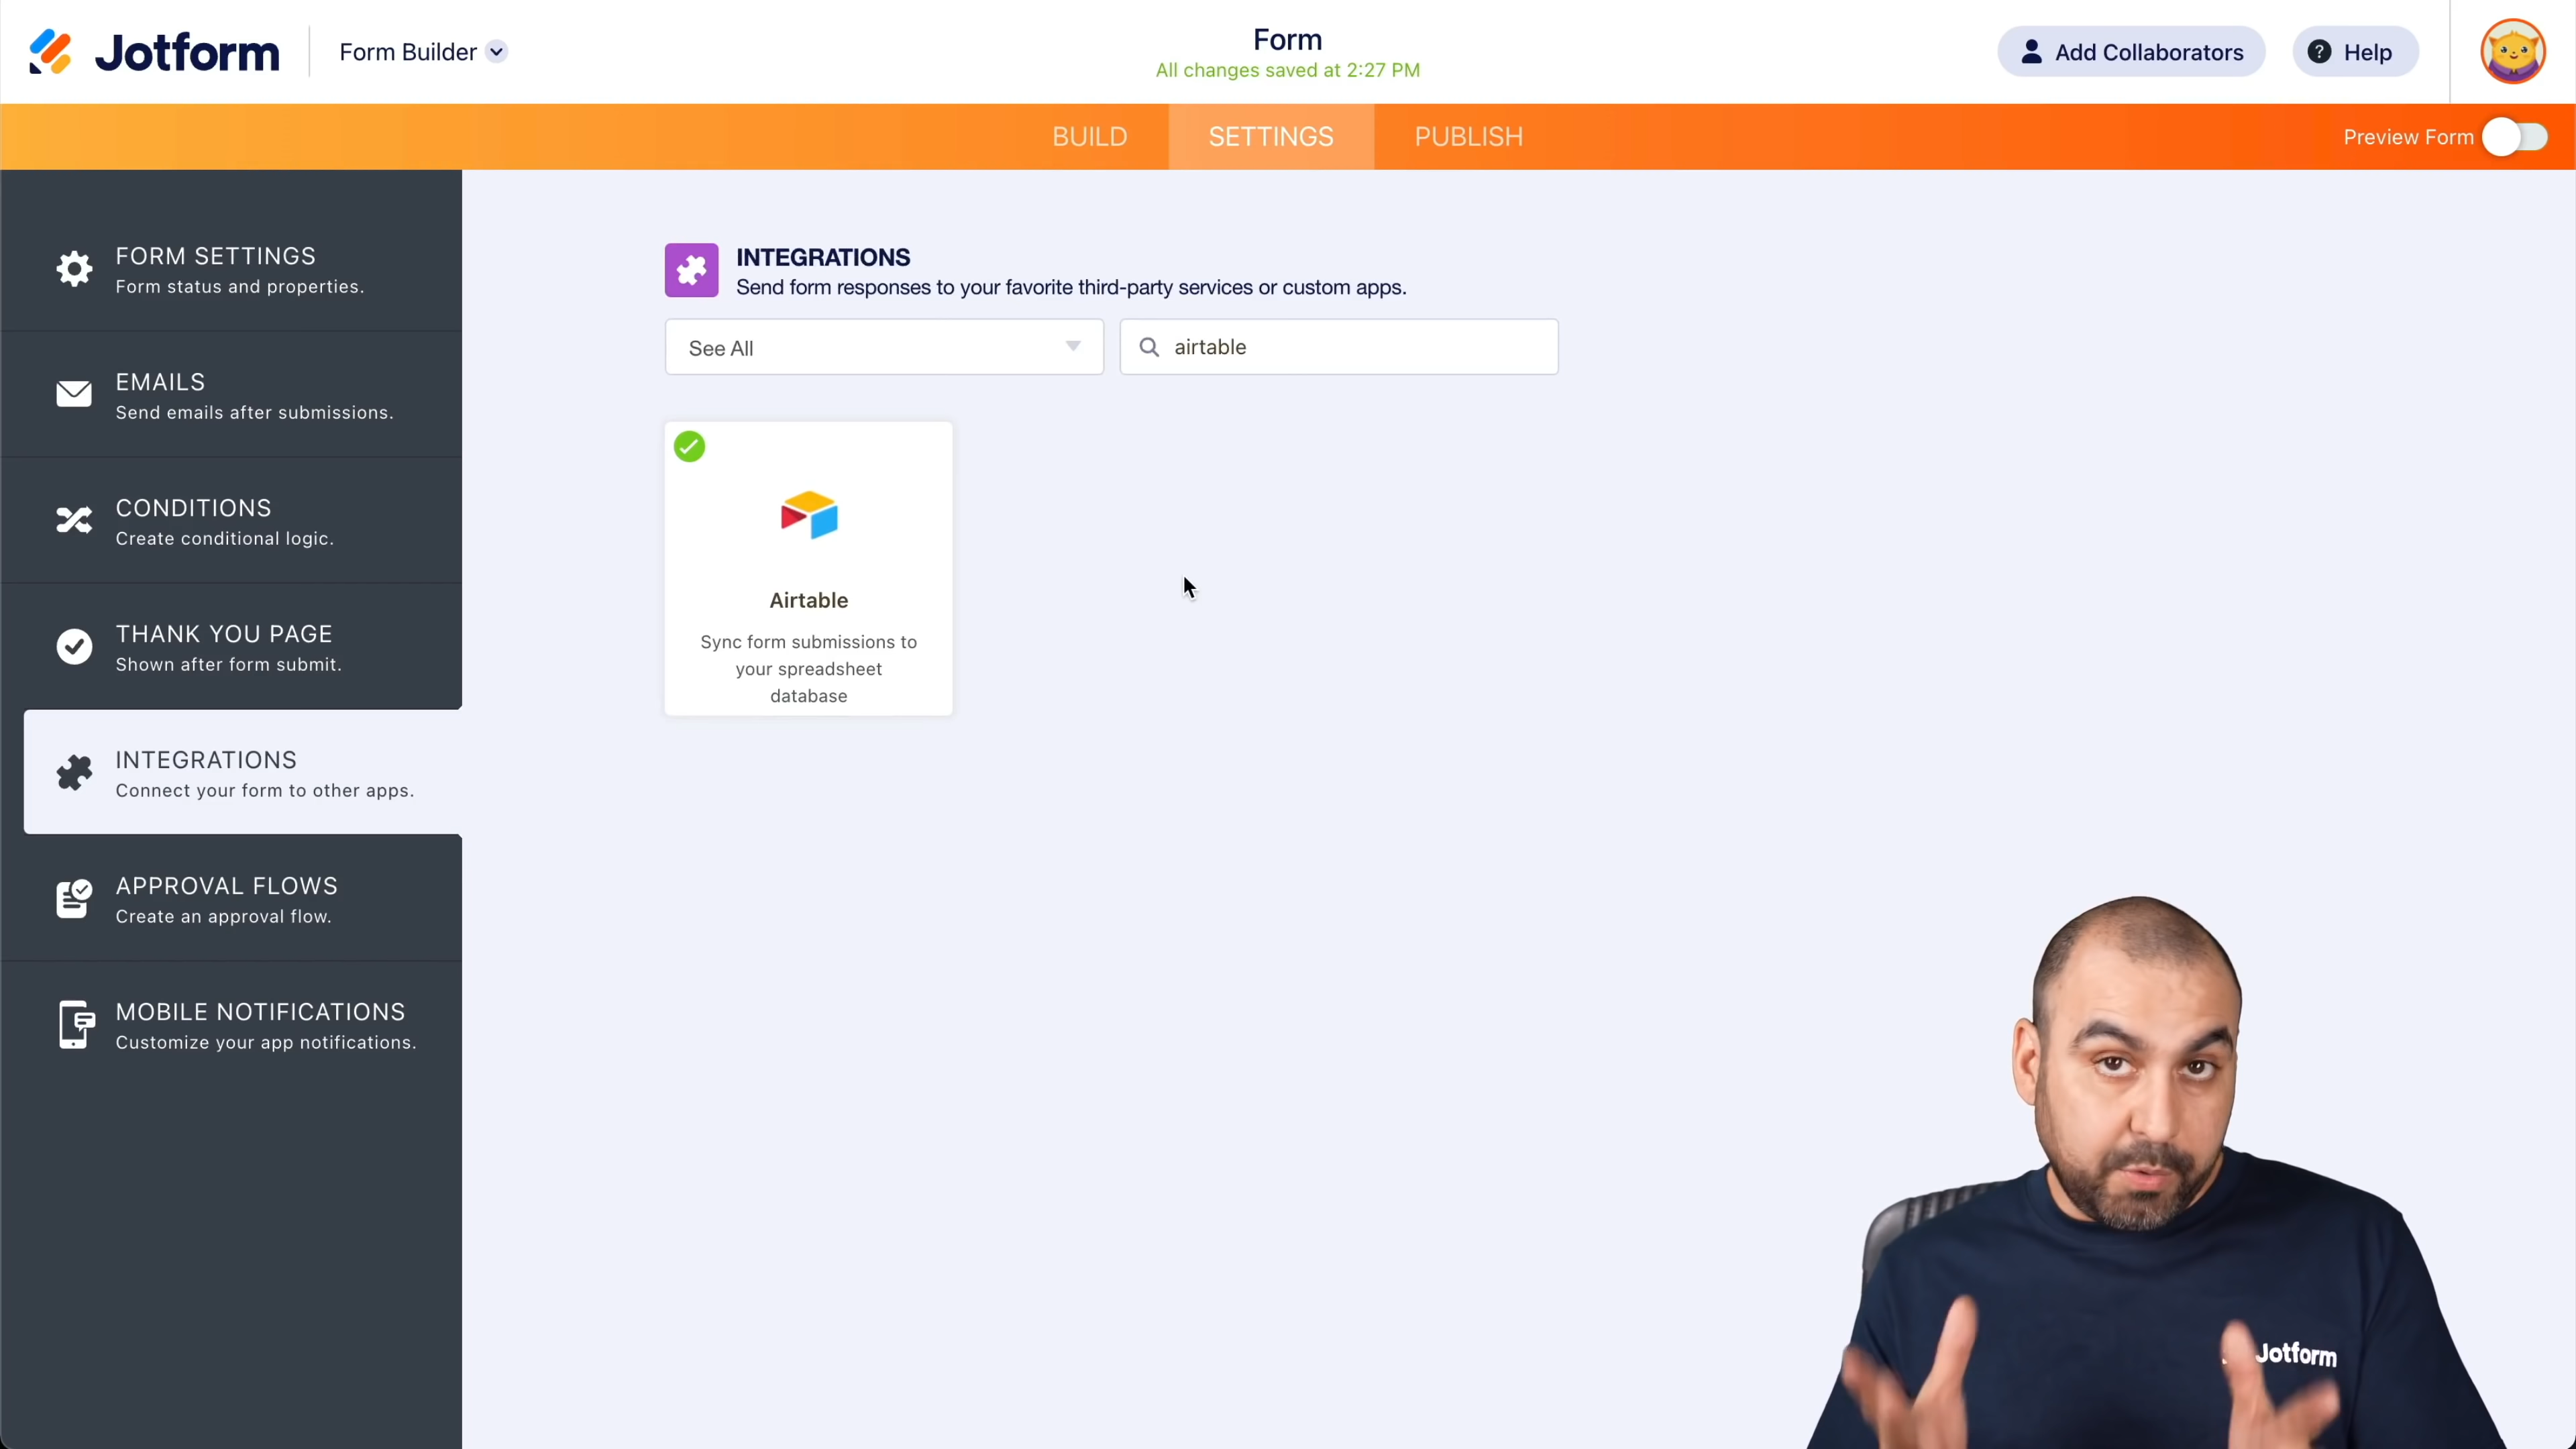 Jotform
Form Builder
Form
All changes saved at 2:27 PM
Add Collaborators
? Help
BUILD
SETTINGS
PUBLISH
Preview Form
FORM SETTINGS
Form status and properties.
EMAILS
Send emails after submissions.
CONDITIONS
Create conditional logic.
THANK YOU PAGE
Shown after form submit.
INTEGRATIONS
Connect your form to other apps.
APPROVAL FLOWS
Create an approval flow.
MOBILE NOTIFICATIONS
Customize your app notifications.
INTEGRATIONS
Send form responses to your favorite third-party services or custom apps.
See All
airtable
Airtable
Sync form submissions to
your spreadsheet
database
Jotform